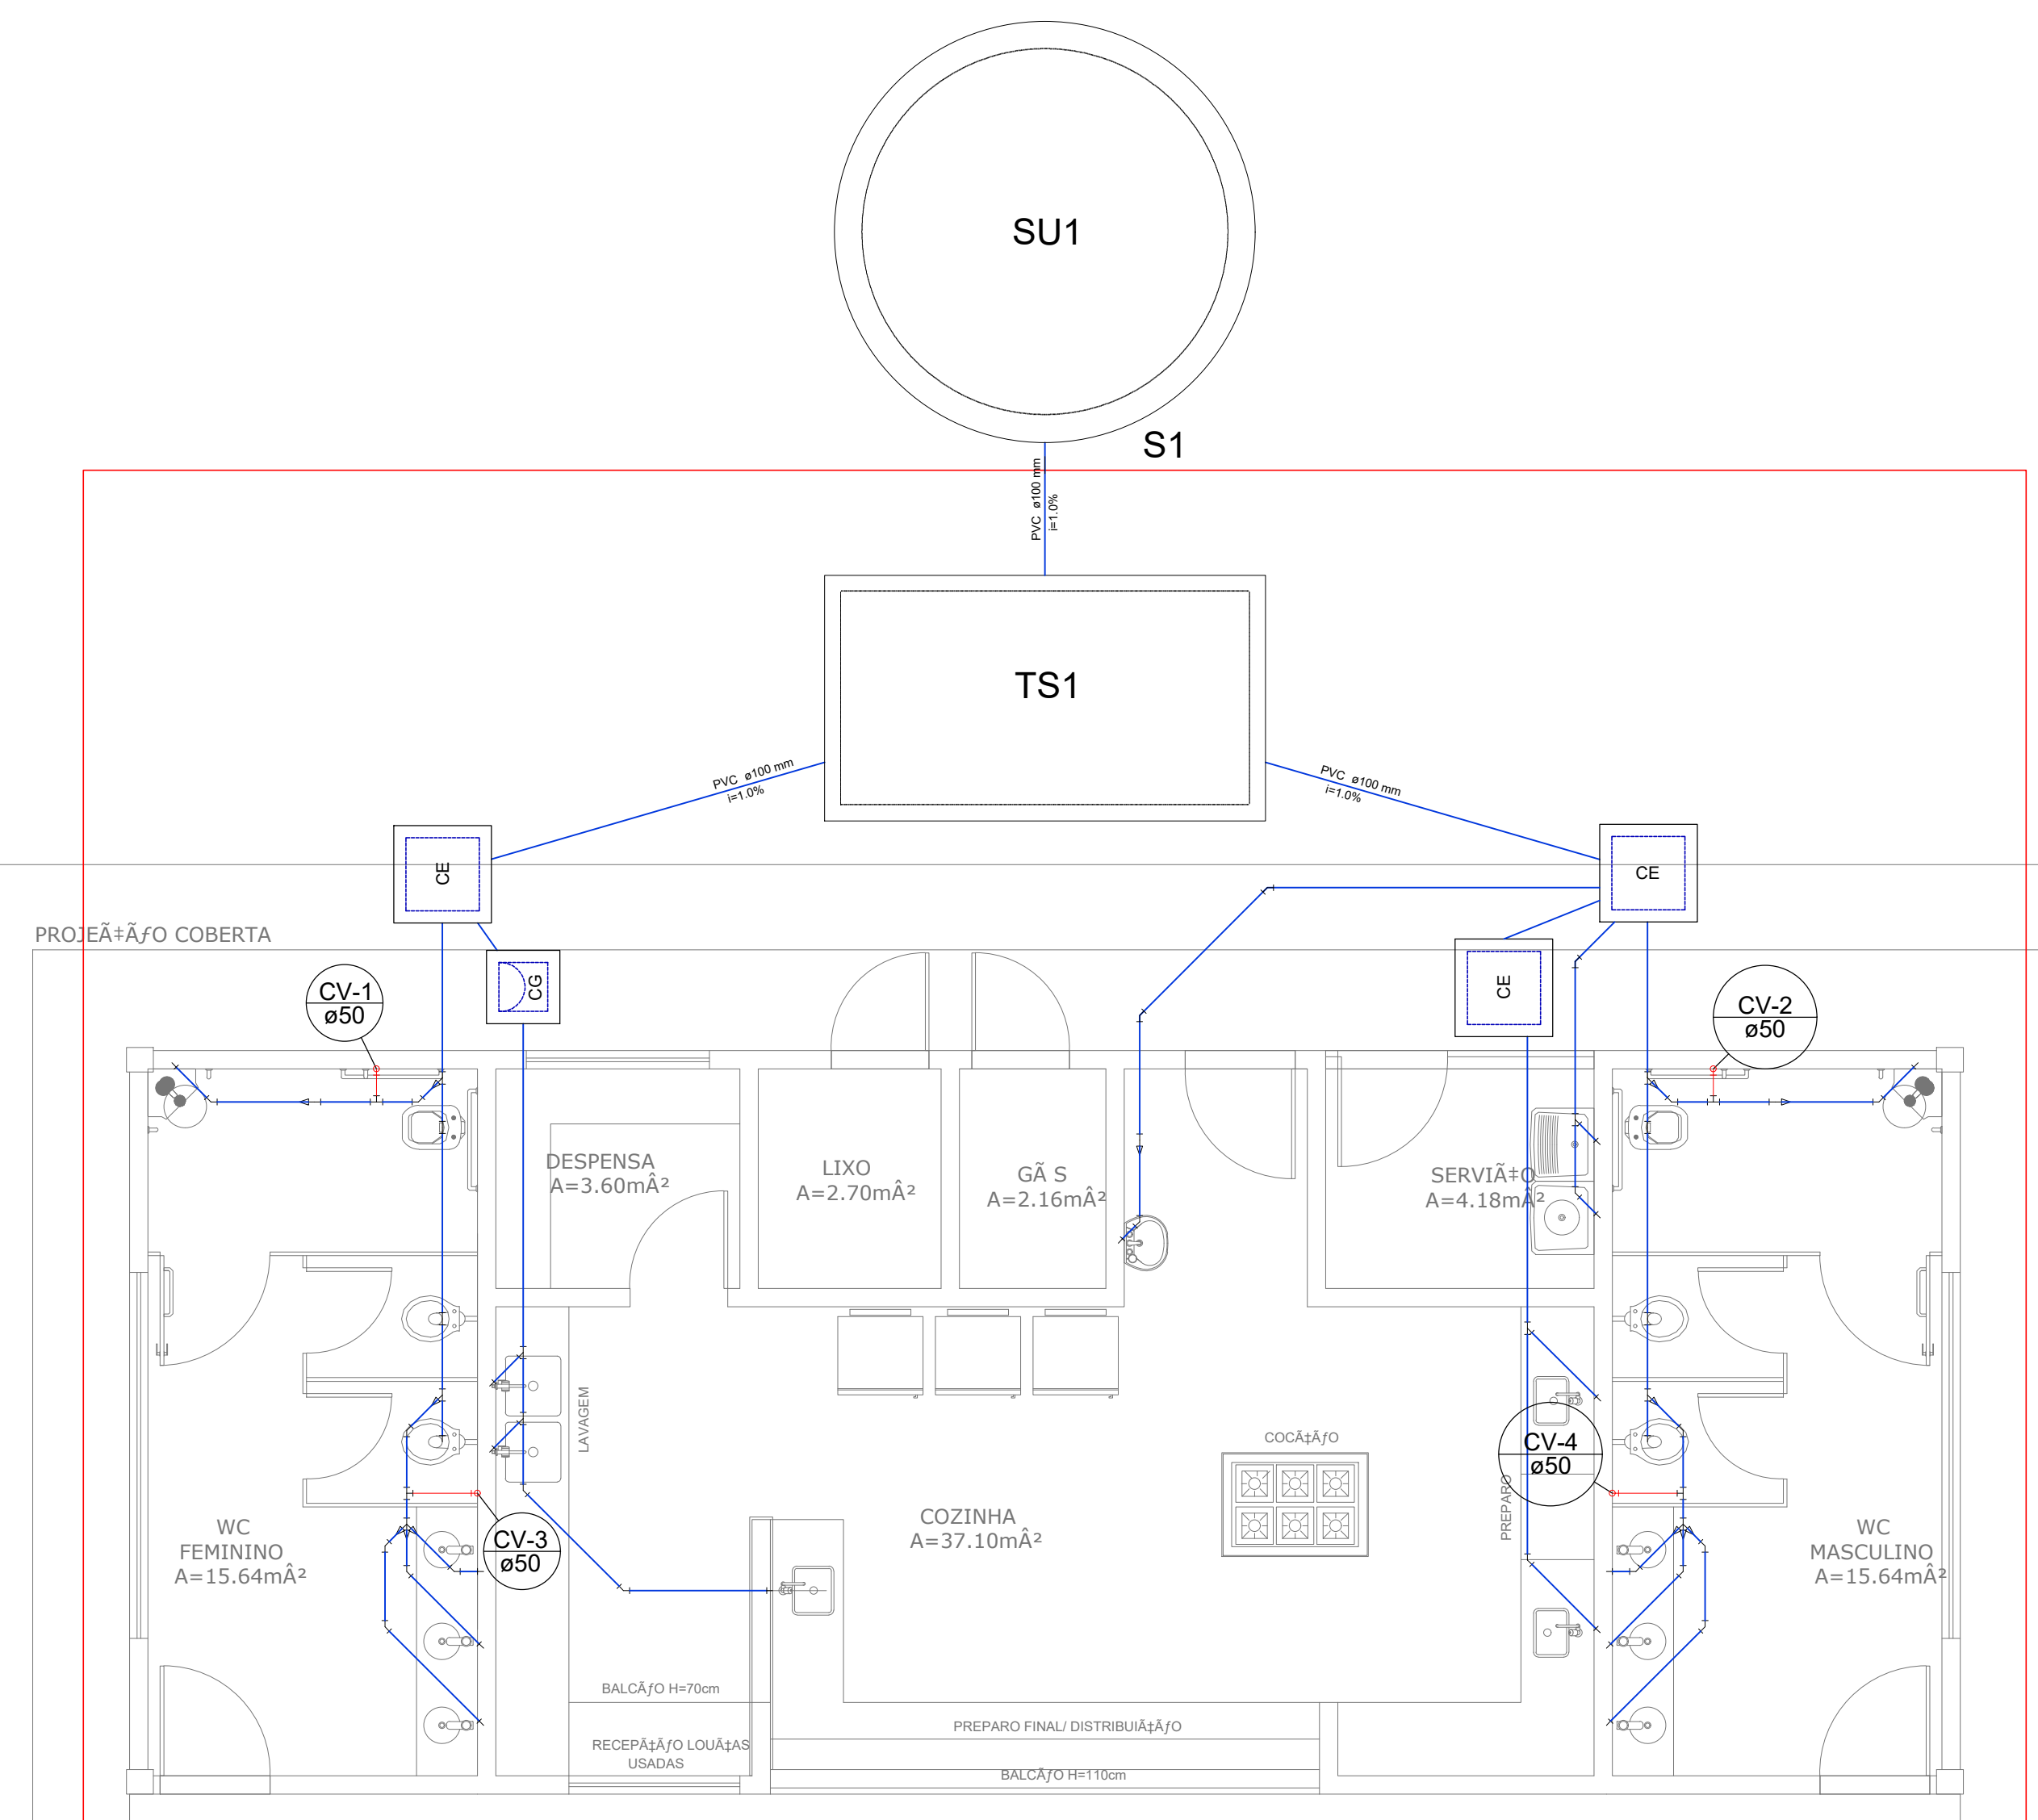 SU1
S1
PVC ø100 mm
i=1.0%
TS1
PVC ø100 mm
i=1.0%
PVC ø100 mm
i=1.0%
CE
CE
PROJEÃ‡ÃƒO COBERTA
CG
CE
CV-1
ø50
CV-2
ø50
DESPENSA
A=3.60mÂ²
LIXO
A=2.70mÂ²
GÃ S
A=2.16mÂ²
SERVIÃ‡O
A=4.18mÂ²
LAVAGEM
COCÃ‡ÃƒO
CV-4
ø50
PREPARO
COZINHA
A=37.10mÂ²
WC
FEMININO
A=15.64mÂ²
CV-3
ø50
WC
MASCULINO
A=15.64mÂ²
BALCÃƒO H=70cm
PREPARO FINAL/ DISTRIBUIÃ‡ÃƒO
RECEPÃ‡ÃƒO LOUÃ‡AS
USADAS
BALCÃƒO H=110cm